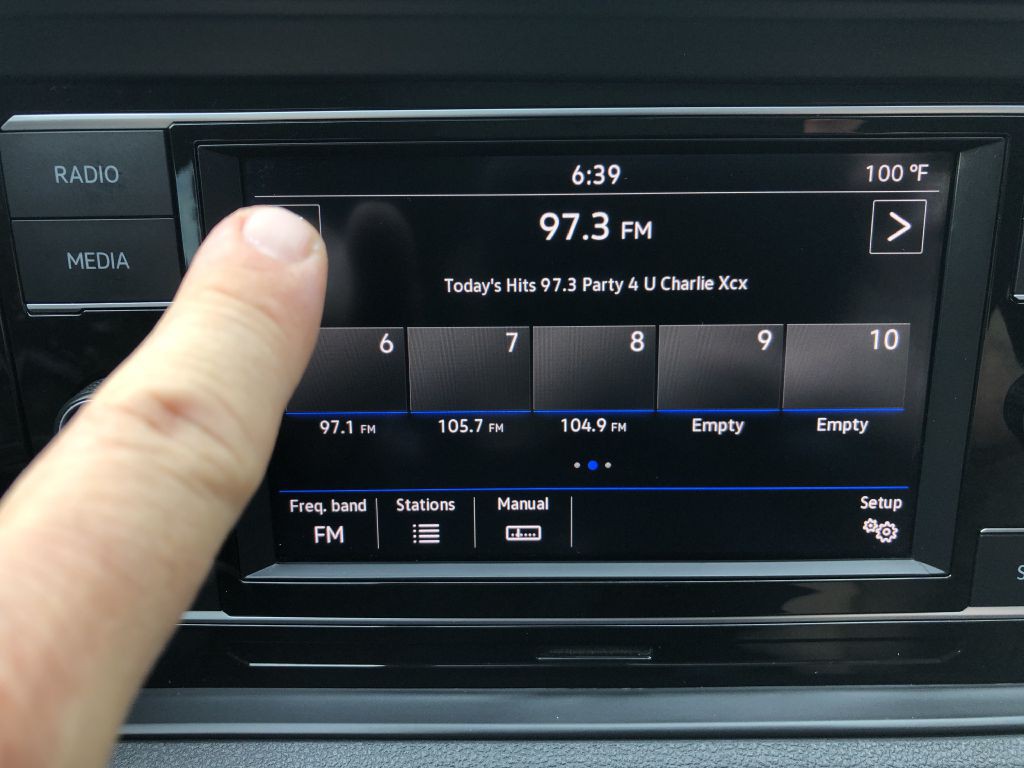 RADIO
MEDIA
6:39
100 °F
97.3 FM
>
Today's Hits 97.3 Party 4 U Charlie Xcx
6
7
8
9
10
97.1 FM
105.7 FM
104.9 FM
Empty
Empty
Freq. band
FM
Stations
Manual
Setup